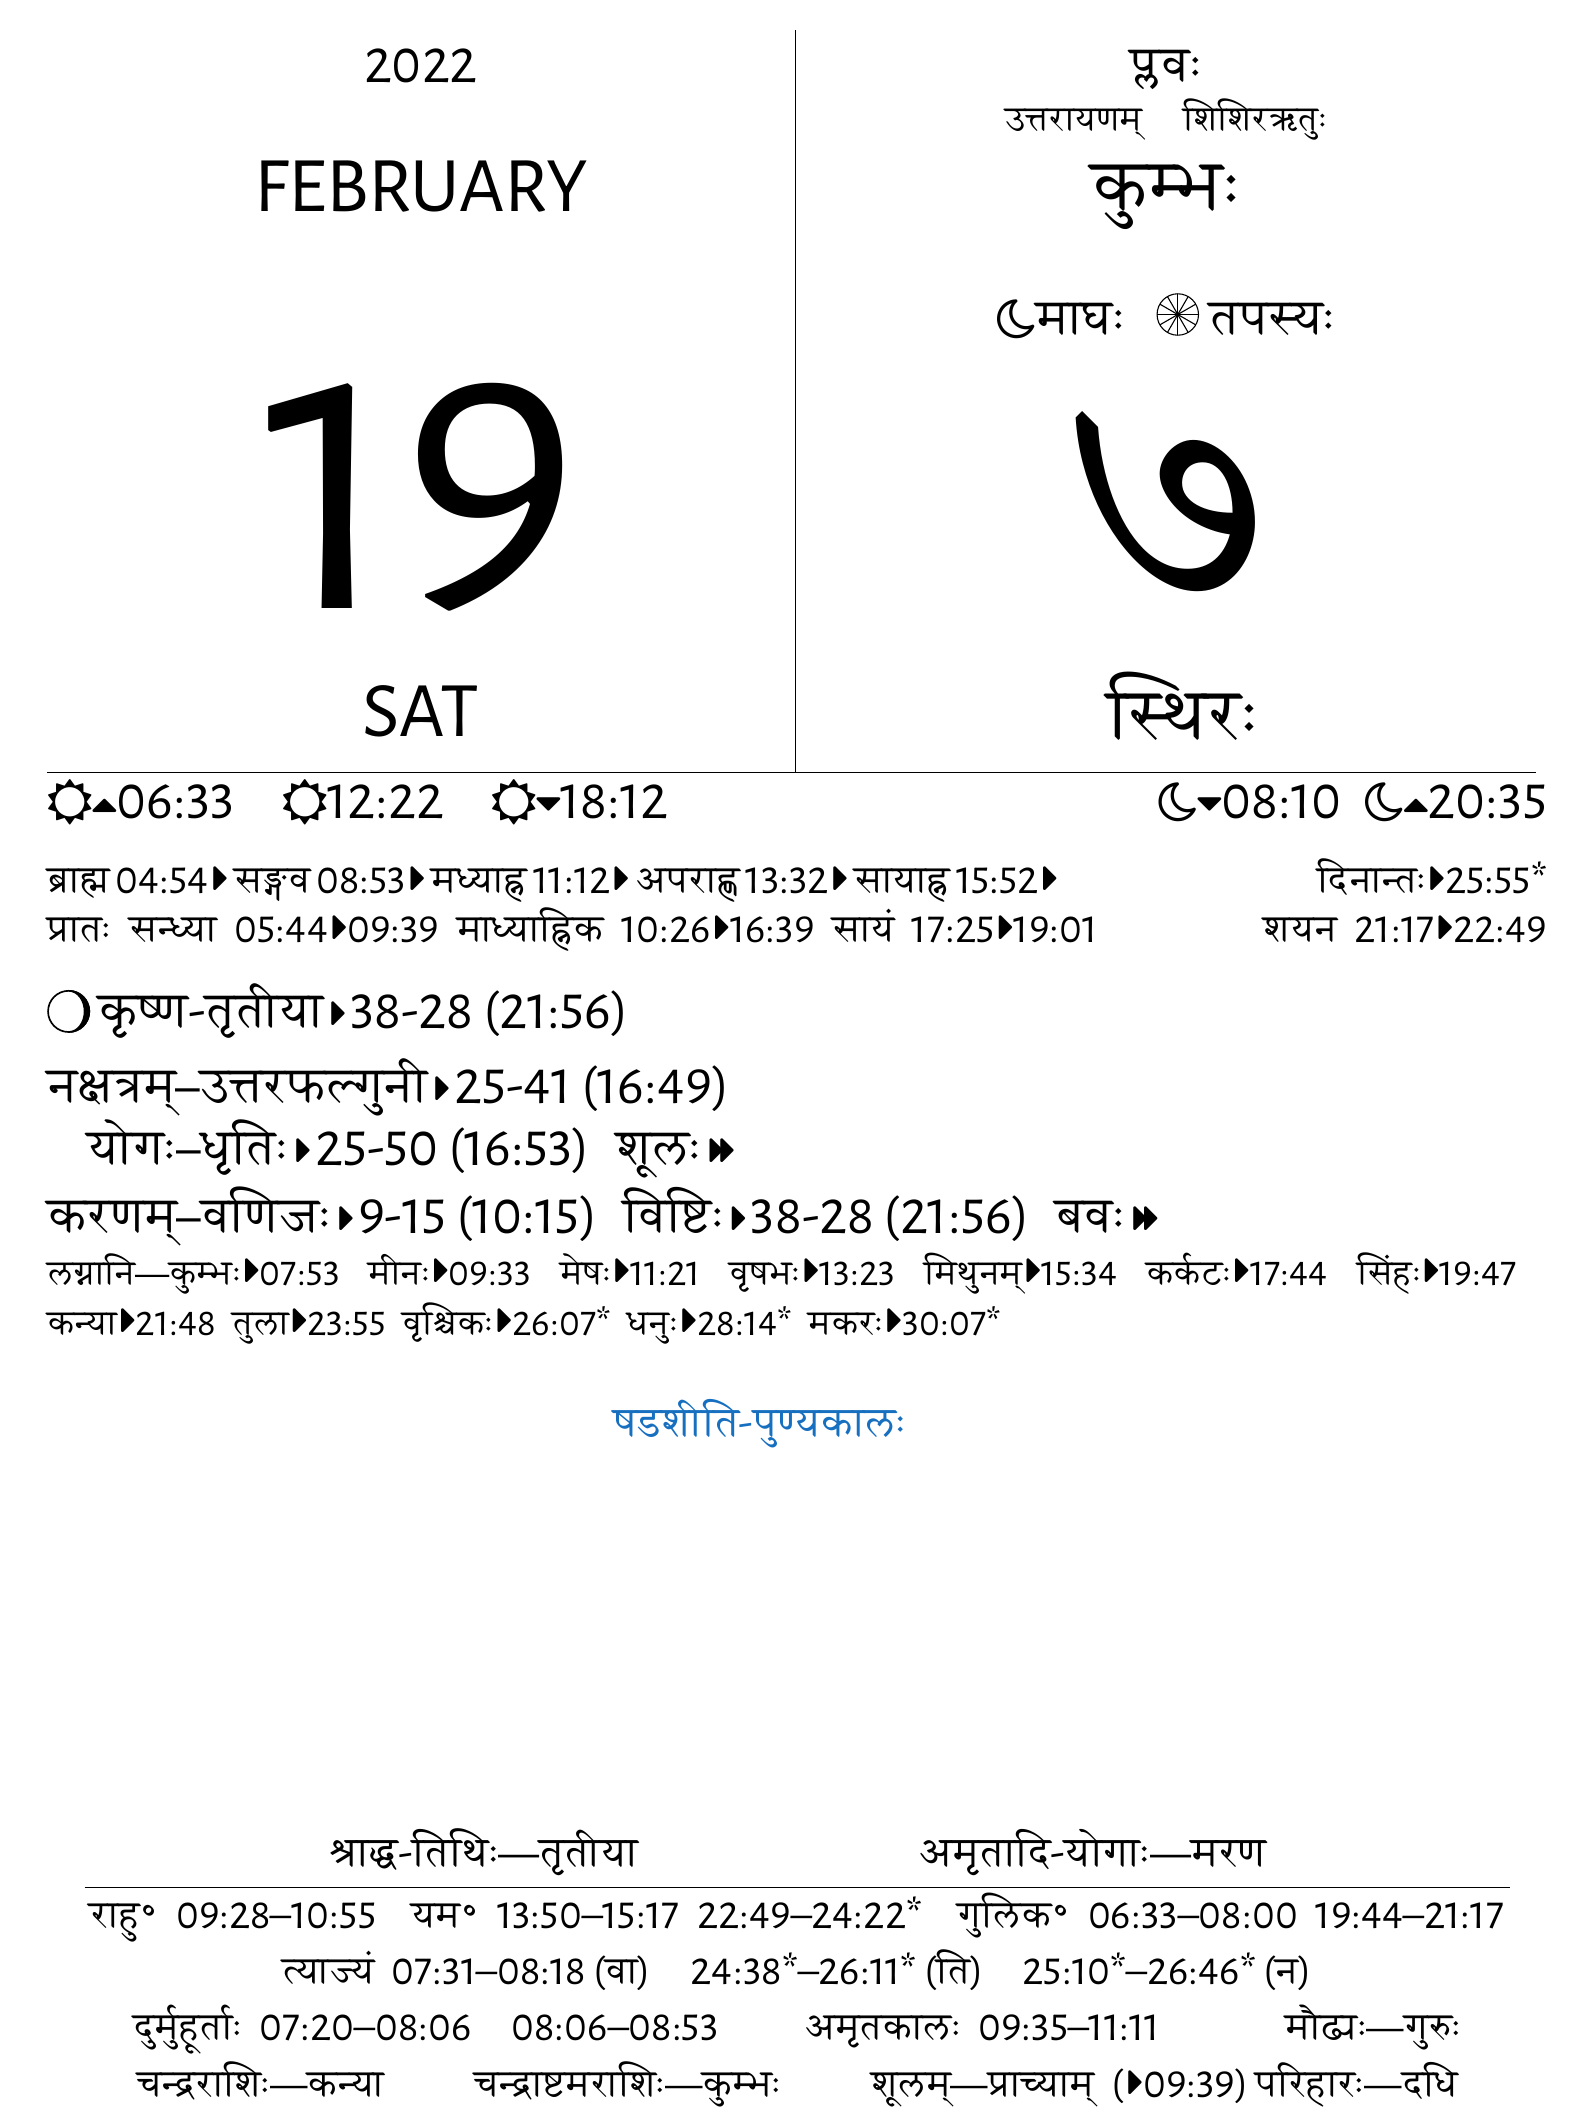 2022
FEBRUARY
19
SAT
प्लवः
उत्तरायणम् शिशिरऋतुः
कुम्भः
माघः तपस्यः
७
स्थिरः
06:33 12:22 18:12 08:10 20:35
ब्राह्म 04:54 सङ्गव 08:53 मध्याह्न 11:12 अपराह्ण 13:32 सायाह्न 15:52 दिनान्तः 25:55*
प्रातः सन्ध्या 05:44 09:39 माध्याह्निक 10:26 16:39 सायं 17:25 19:01 शयन 21:17 22:49
कृष्ण-तृतीया 38-28 (21:56)
नक्षत्रम्–उत्तरफल्गुनी 25-41 (16:49)
योगः–धृतिः 25-50 (16:53) शूलः
करणम्–वणिजः 9-15 (10:15) विष्टिः 38-28 (21:56) बवः
लग्नानि—कुम्भः 07:53 मीनः 09:33 मेषः 11:21 वृषभः 13:23 मिथुनम् 15:34 कर्कटः 17:44 सिंहः 19:47
कन्या 21:48 तुला 23:55 वृश्चिकः 26:07* धनुः 28:14* मकरः 30:07*
षडशीति-पुण्यकालः
श्राद्ध-तिथिः—तृतीया अमृतादि-योगाः—मरण
राहु॰ 09:28–10:55 यम॰ 13:50–15:17 22:49–24:22* गुलिक॰ 06:33–08:00 19:44–21:17
त्याज्यं 07:31–08:18 (वा) 24:38*–26:11* (ति) 25:10*–26:46* (न)
दुर्मुहूर्ताः 07:20–08:06 08:06–08:53 अमृतकालः 09:35–11:11 मौढ्यः—गुरुः
चन्द्रराशिः—कन्या चन्द्राष्टमराशिः—कुम्भः शूलम्—प्राच्याम् (09:39) परिहारः—दधि